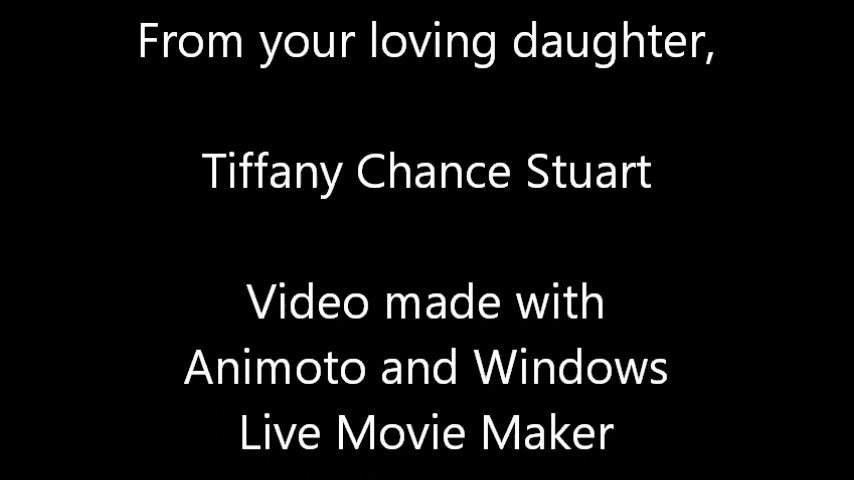 From your loving daughter,
Tiffany Chance Stuart
Video made with
Animoto and Windows
Live Movie Maker